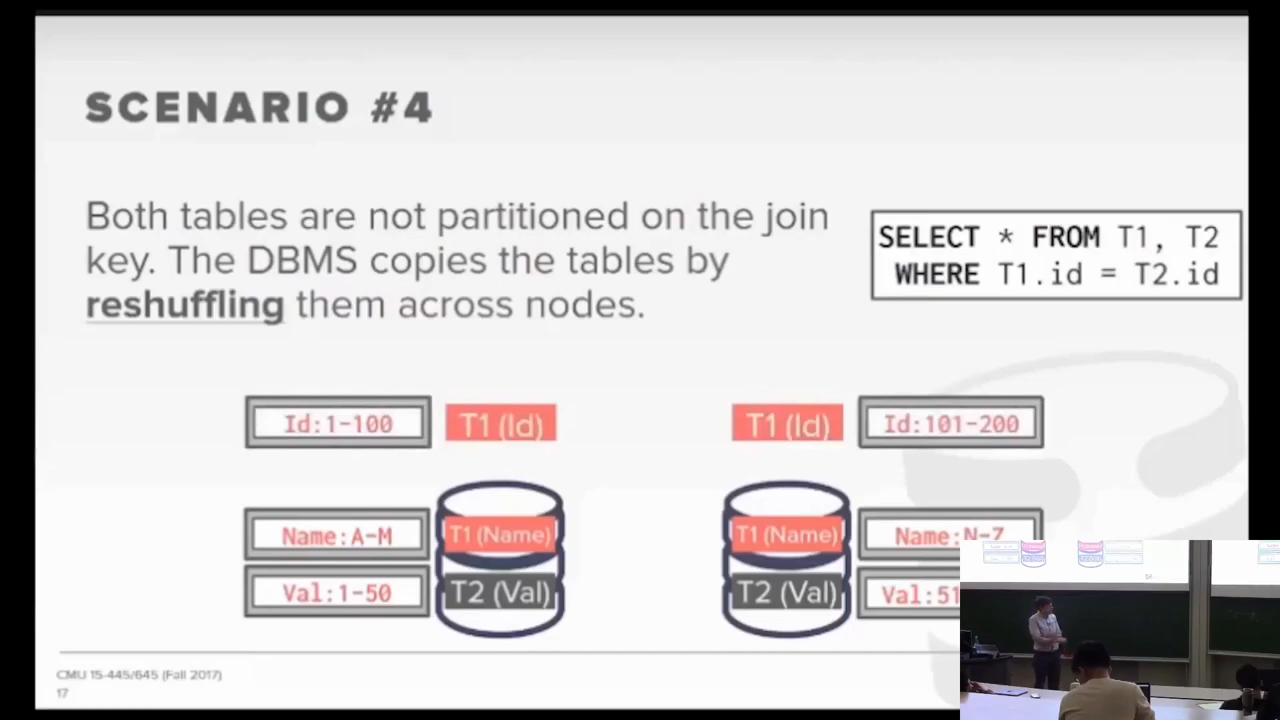 SCENARIO #4
Both tables are not partitioned on the join
key. The DBMS copies the tables by
reshuffling them across nodes.
SELECT * FROM T1, T2
WHERE T1.id = T2.id
Id:1-100
T1 (Id)
T1 (Id)
Id:101-200
Name:A-M
T1 (Name)
T1 (Name)
Name:N-Z
Val:1-50
T2 (Val)
T2 (Val)
Val:51
CMU 15-445/645 (Fall 2017)
17